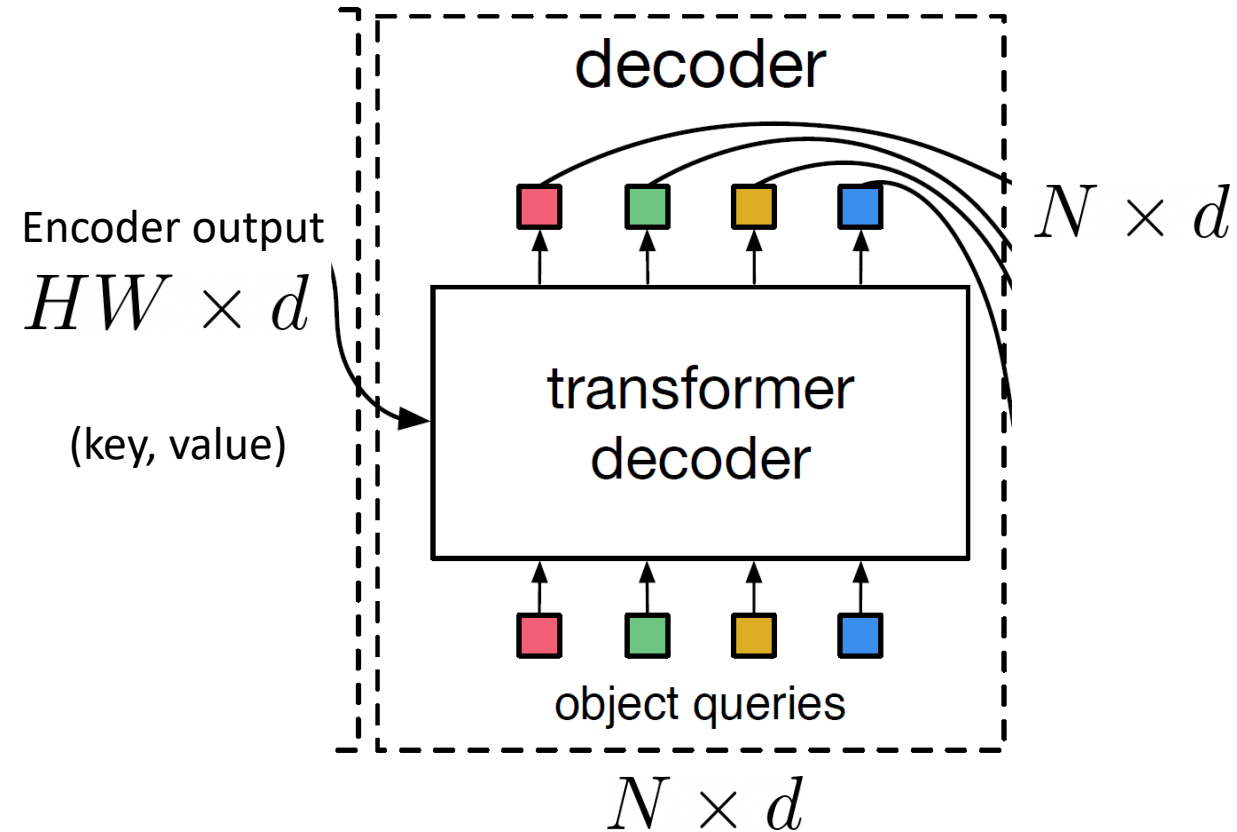 decoder
Encoder output
HW × d
(key, value)
N × d
transformer
decoder
object queries
N × d